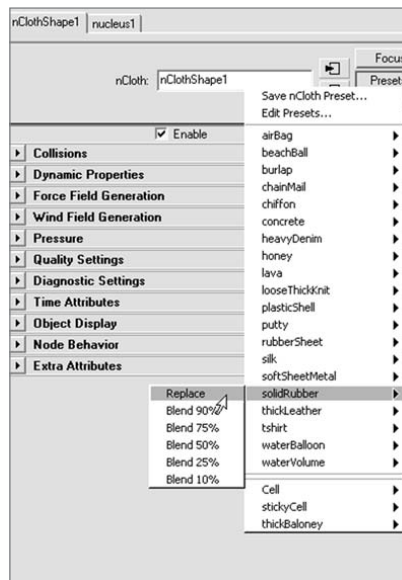 nClothShape1 nucleus1
Focus
nCloth: nClothShape1
Preset
Save nCloth Preset...
Edit Presets...
Enable
Collisions
Dynamic Properties
Force Field Generation
Wind Field Generation
Pressure
Quality Settings
Diagnostic Settings
Time Attributes
Object Display
Node Behavior
Extra Attributes
airBag
beachBall
burlap
chainMail
chiffon
concrete
heavyDenim
honey
lava
looseThickKnit
plasticShell
putty
rubberSheet
silk
softSheetMetal
solidRubber
thickLeather
tshirt
waterBalloon
waterVolume
Cell
stickyCell
thickBaloney
Replace
Blend 90%
Blend 75%
Blend 50%
Blend 25%
Blend 10%